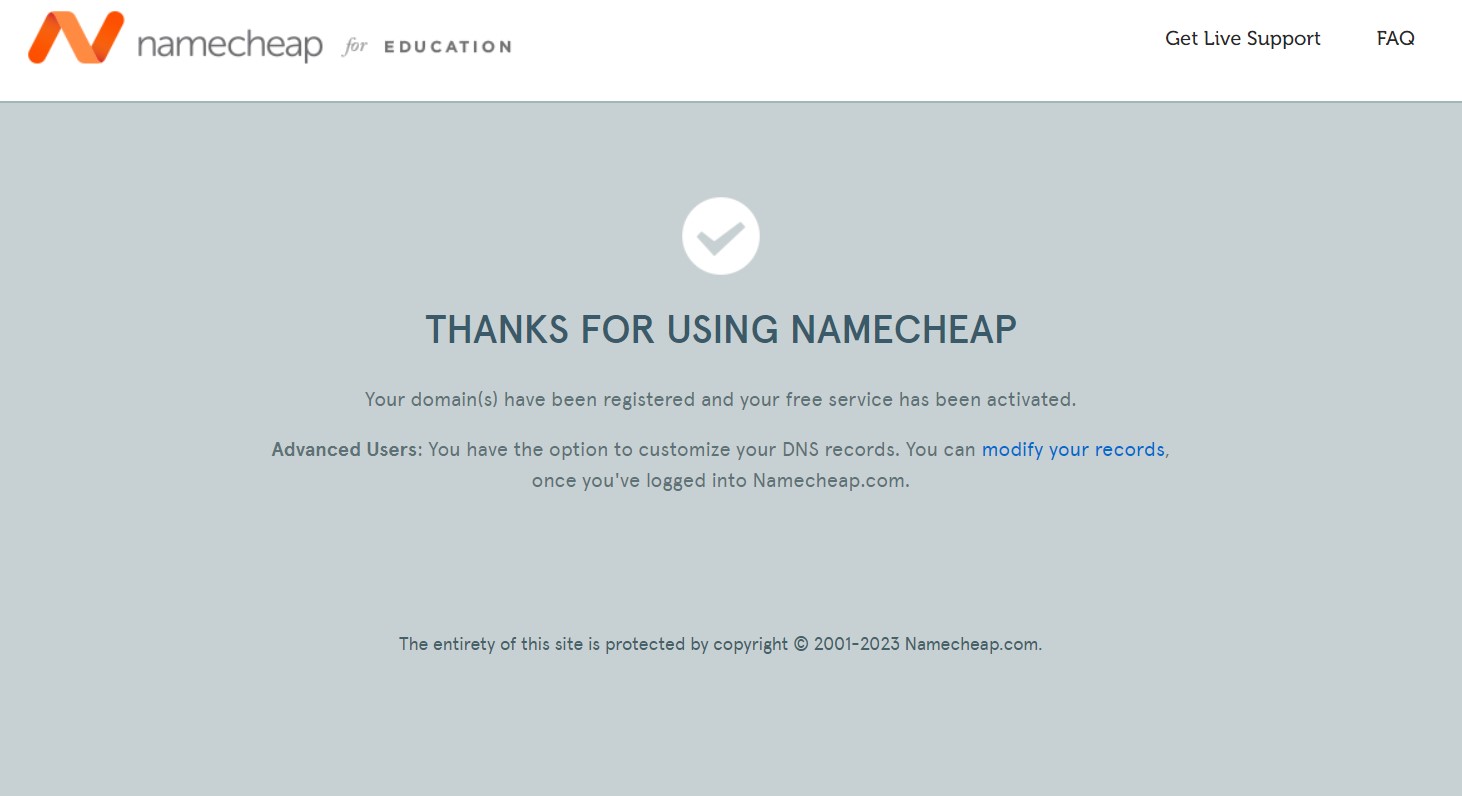 namecheap for EDUCATION
Get Live Support
FAQ
THANKS FOR USING NAMECHEAP
Your domain(s) have been registered and your free service has been activated.
Advanced Users: You have the option to customize your DNS records. You can modify your records,
once you've logged into Namecheap.com.
The entirety of this site is protected by copyright © 2001-2023 Namecheap.com.